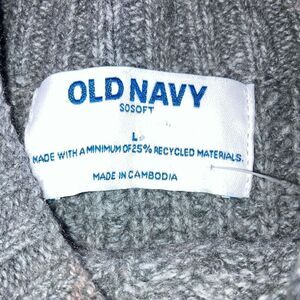 OLD NAVY
SOSOFT
L
MADE WITH A MINIMUM OF 25% RECYCLED MATERIALS.
MADE IN CAMBODIA